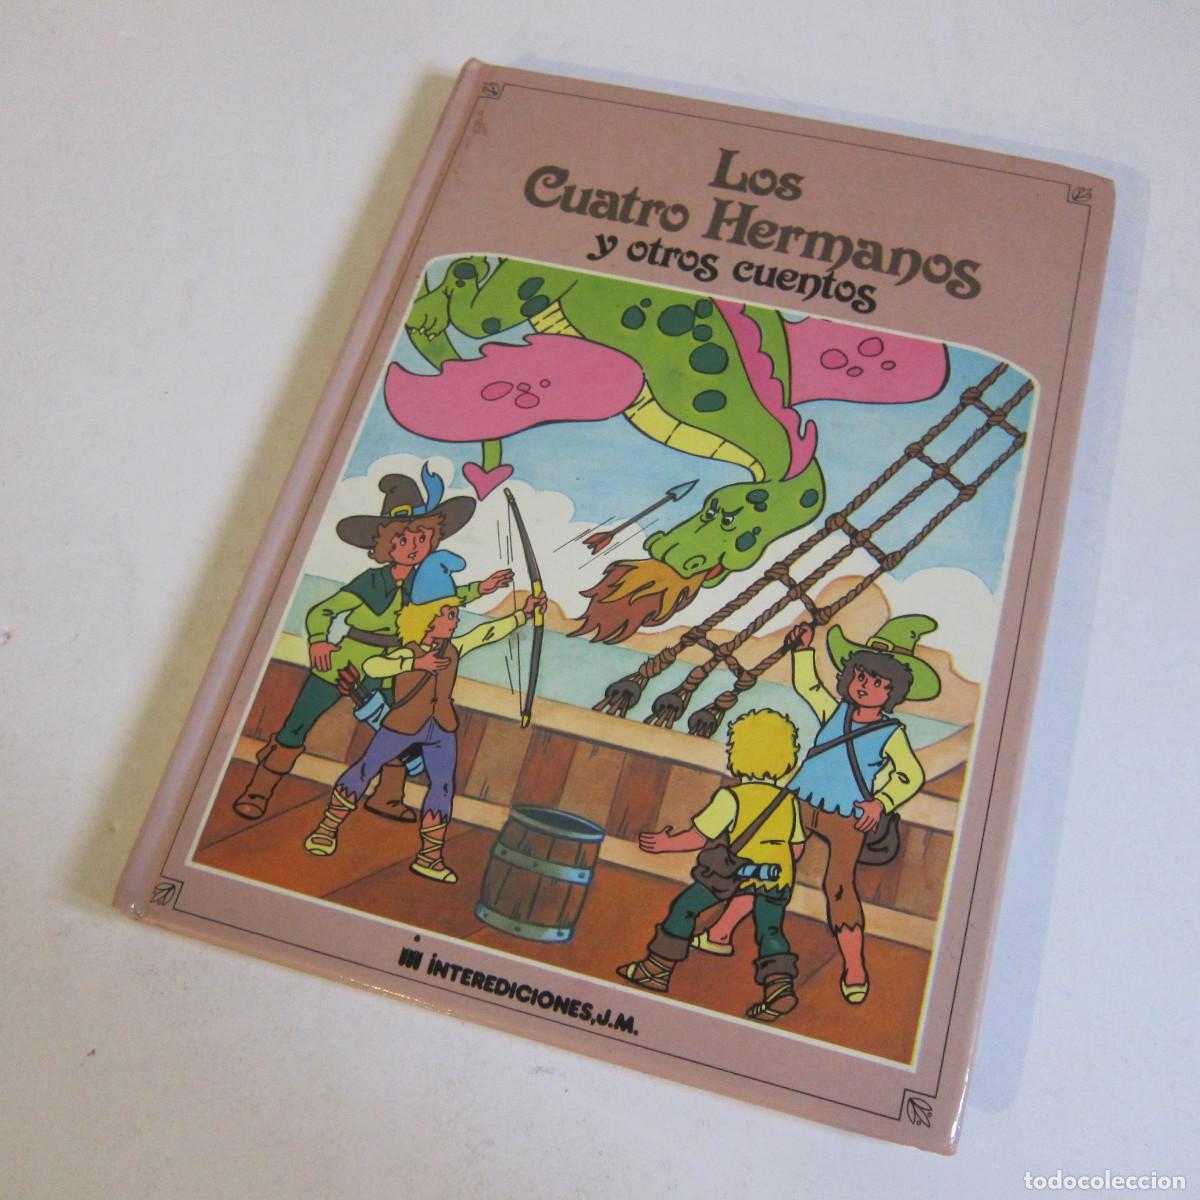 Los
Cuatro Hermanos
y otros cuentos
INTEREDICIONES, J.M.
todocoleccion